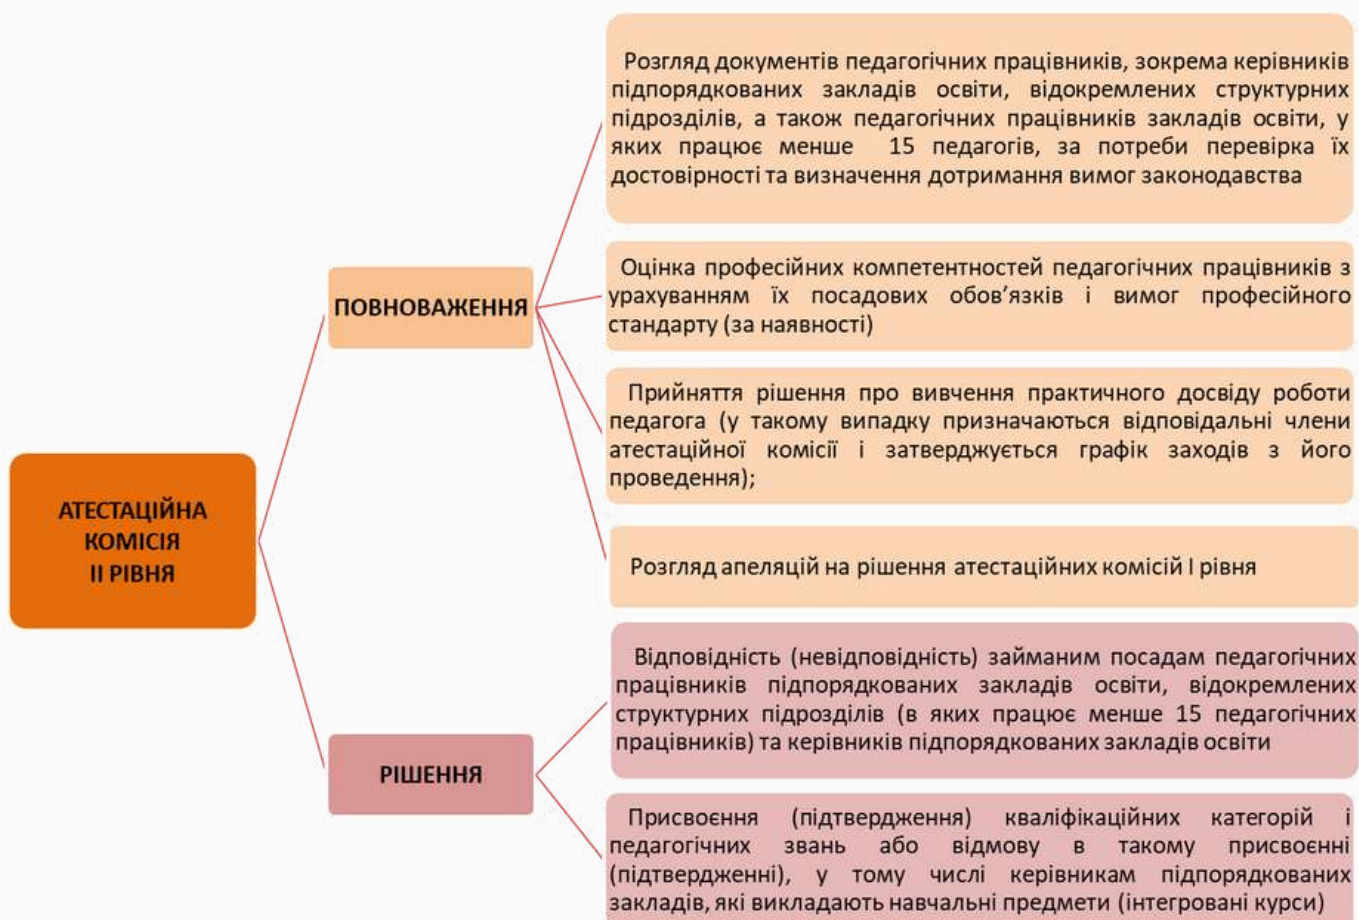 АТЕСТАЦІЙНА
КОМІСІЯ
ІІ РІВНЯ
ПОВНОВАЖЕННЯ
Розгляд документів педагогічних працівників, зокрема керівників
підпорядкованих закладів освіти, відокремлених структурних
підрозділів, а також педагогічних працівників закладів освіти, у
яких працює менше 15 педагогів, за потреби перевірка їх
достовірності та визначення дотримання вимог законодавства
Оцінка професійних компетентностей педагогічних працівників з
урахуванням їх посадових обов’язків і вимог професійного
стандарту (за наявності)
Прийняття рішення про вивчення практичного досвіду роботи
педагога (у такому випадку призначаються відповідальні члени
атестаційної комісії і затверджується графік заходів з його
проведення);
Розгляд апеляцій на рішення атестаційних комісій І рівня
РІШЕННЯ
Відповідність (невідповідність) займаним посадам педагогічних
працівників підпорядкованих закладів освіти, відокремлених
структурних підрозділів (в яких працює менше 15 педагогічних
працівників) та керівників підпорядкованих закладів освіти
Присвоєння (підтвердження) кваліфікаційних категорій і
педагогічних звань або відмову в такому присвоєнні
(підтвердженні), у тому числі керівникам підпорядкованих
закладів, які викладають навчальні предмети (інтегровані курси)